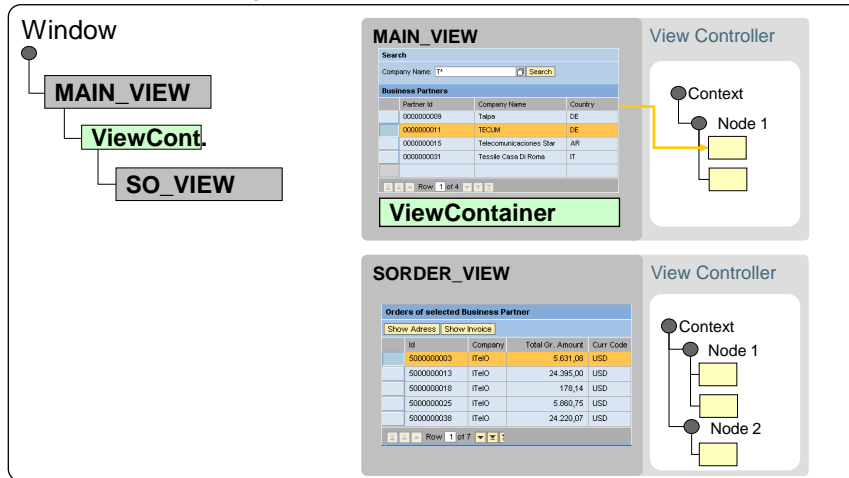 Window
MAIN_VIEW
ViewCont.
SO_VIEW
MAIN_VIEW
Search
Company Name: T* Search
Business Partners
Partner Id Company Name Country
0000000009 Talpa DE
0000000011 TECUM DE
0000000015 Telecomunicaciones Star AR
0000000031 Tessile Casa Di Roma IT
Row 1 of 4
ViewContainer
View Controller
Context
Node 1
SORDER_VIEW
Orders of selected Business Partner
Show Adress Show Invoice
Id Company Total Gr. Amount Curr Code
5000000003 ITelO 5.631,08 USD
5000000013 ITelO 24.395,00 USD
5000000018 ITelO 178,14 USD
5000000025 ITelO 5.860,75 USD
5000000038 ITelO 24.220,07 USD
Row 1 of 7
View Controller
Context
Node 1
Node 2